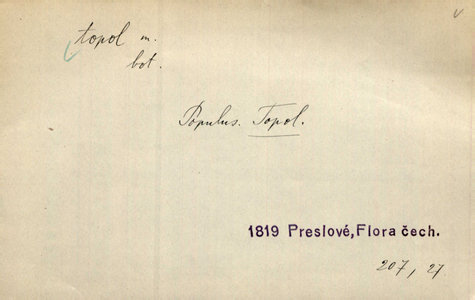 topol m.
bot.
Populus. Topol.
1819 Preslové, Flora čech.
207, 27.